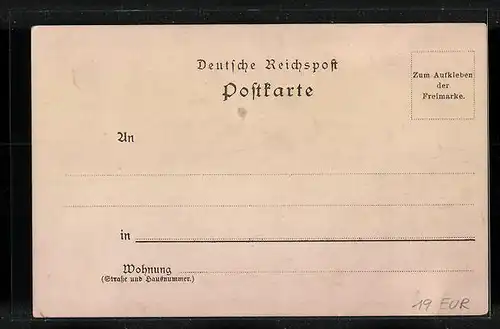 Deutsche Reichspost
Postkarte
Zum Aufkleben
der
Freimarke.
An
in
Wohnung
(Straße und Hausnummer.)
19 EUR